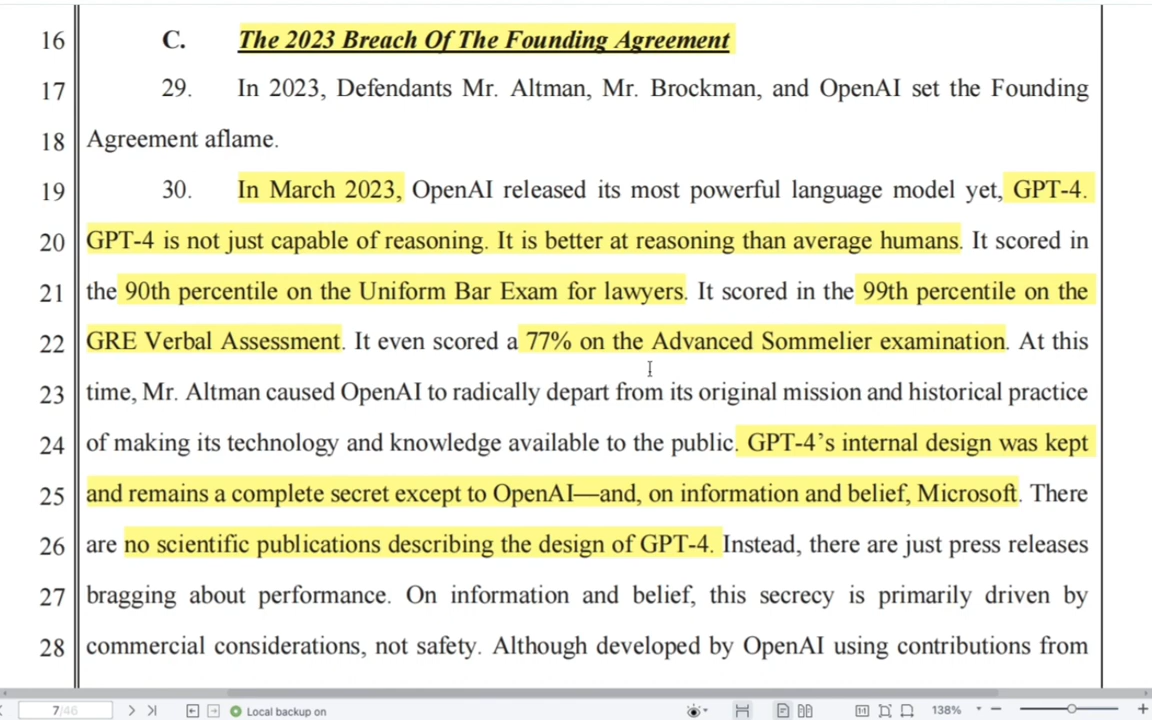 16 C. The 2023 Breach Of The Founding Agreement
17 29. In 2023, Defendants Mr. Altman, Mr. Brockman, and OpenAI set the Founding
18 Agreement aflame.
19 30. In March 2023, OpenAI released its most powerful language model yet, GPT-4.
20 GPT-4 is not just capable of reasoning. It is better at reasoning than average humans. It scored in
21 the 90th percentile on the Uniform Bar Exam for lawyers. It scored in the 99th percentile on the
22 GRE Verbal Assessment. It even scored a 77% on the Advanced Sommelier examination. At this
23 time, Mr. Altman caused OpenAI to radically depart from its original mission and historical practice
24 of making its technology and knowledge available to the public. GPT-4’s internal design was kept
25 and remains a complete secret except to OpenAI—and, on information and belief, Microsoft. There
26 are no scientific publications describing the design of GPT-4. Instead, there are just press releases
27 bragging about performance. On information and belief, this secrecy is primarily driven by
28 commercial considerations, not safety. Although developed by OpenAI using contributions from
7/46 Local backup on 138%